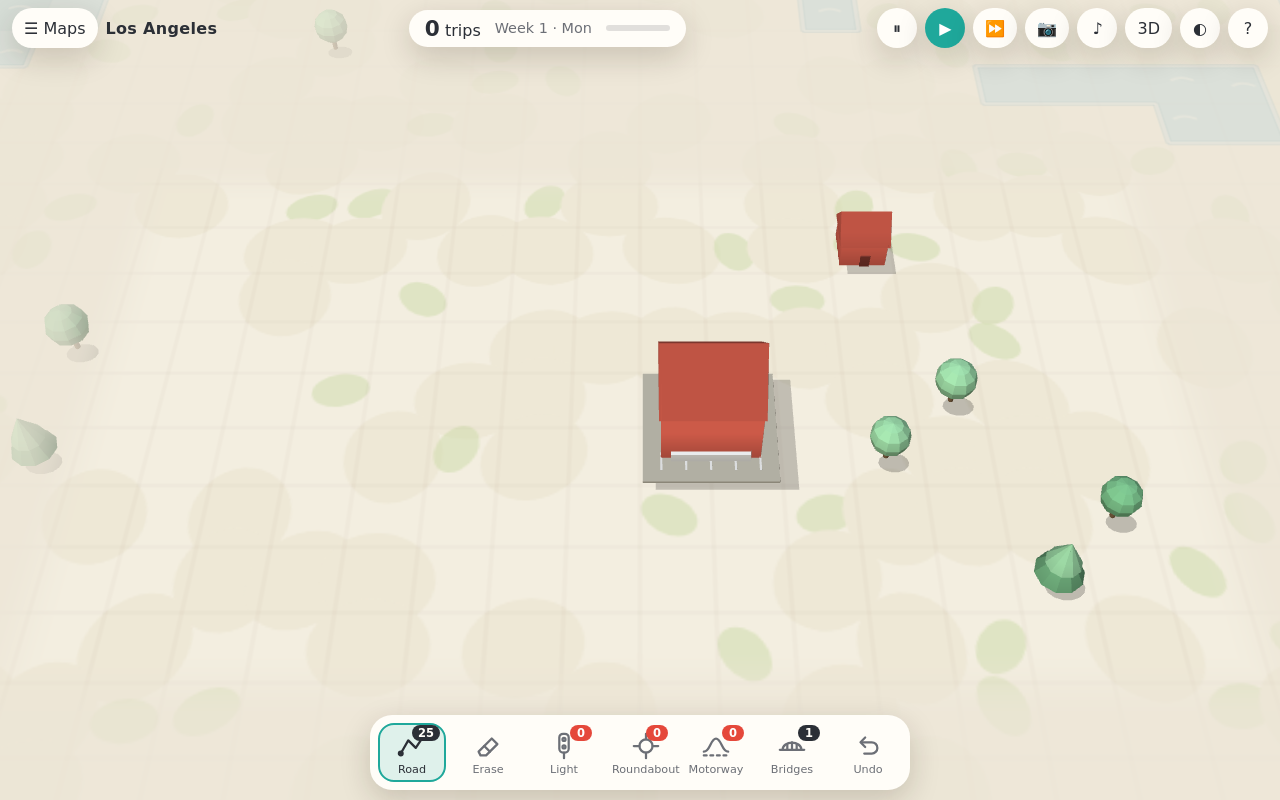 ☰ Maps
Los Angeles
0 trips Week 1 · Mon
3D
?
25
Road
Erase
0
Light
0
Roundabout
0
Motorway
1
Bridges
Undo